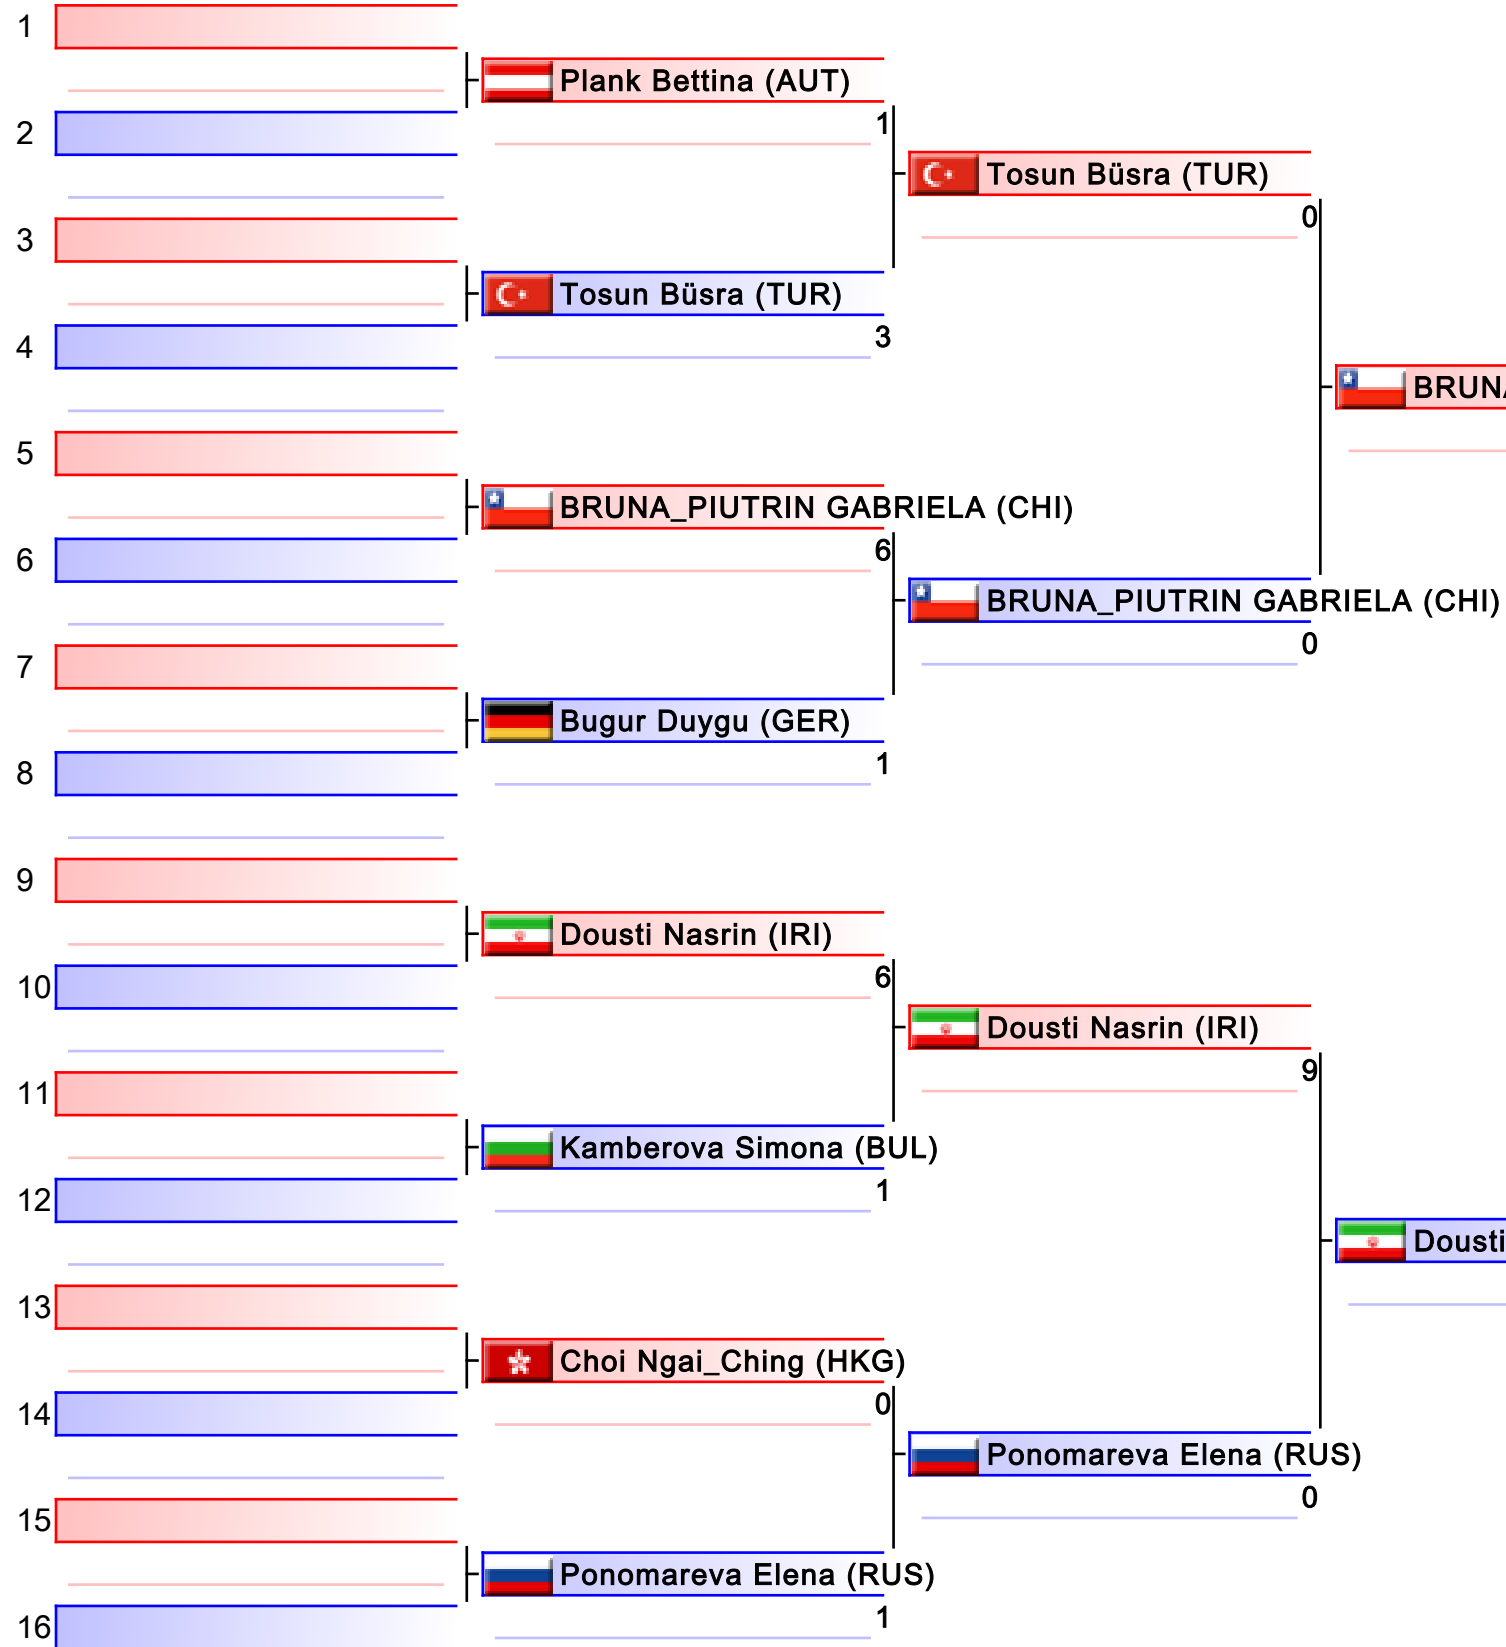 1
Plank Bettina (AUT)
2
1
Tosun Büsra (TUR)
0
3
Tosun Büsra (TUR)
3
4
BRUNA
5
BRUNA_PIUTRIN GABRIELA (CHI)
6
6
BRUNA_PIUTRIN GABRIELA (CHI)
0
7
Bugur Duygu (GER)
1
8
9
Dousti Nasrin (IRI)
6
10
Dousti Nasrin (IRI)
9
11
Kamberova Simona (BUL)
1
12
Dousti
13
Choi Ngai_Ching (HKG)
0
14
Ponomareva Elena (RUS)
0
15
Ponomareva Elena (RUS)
1
16